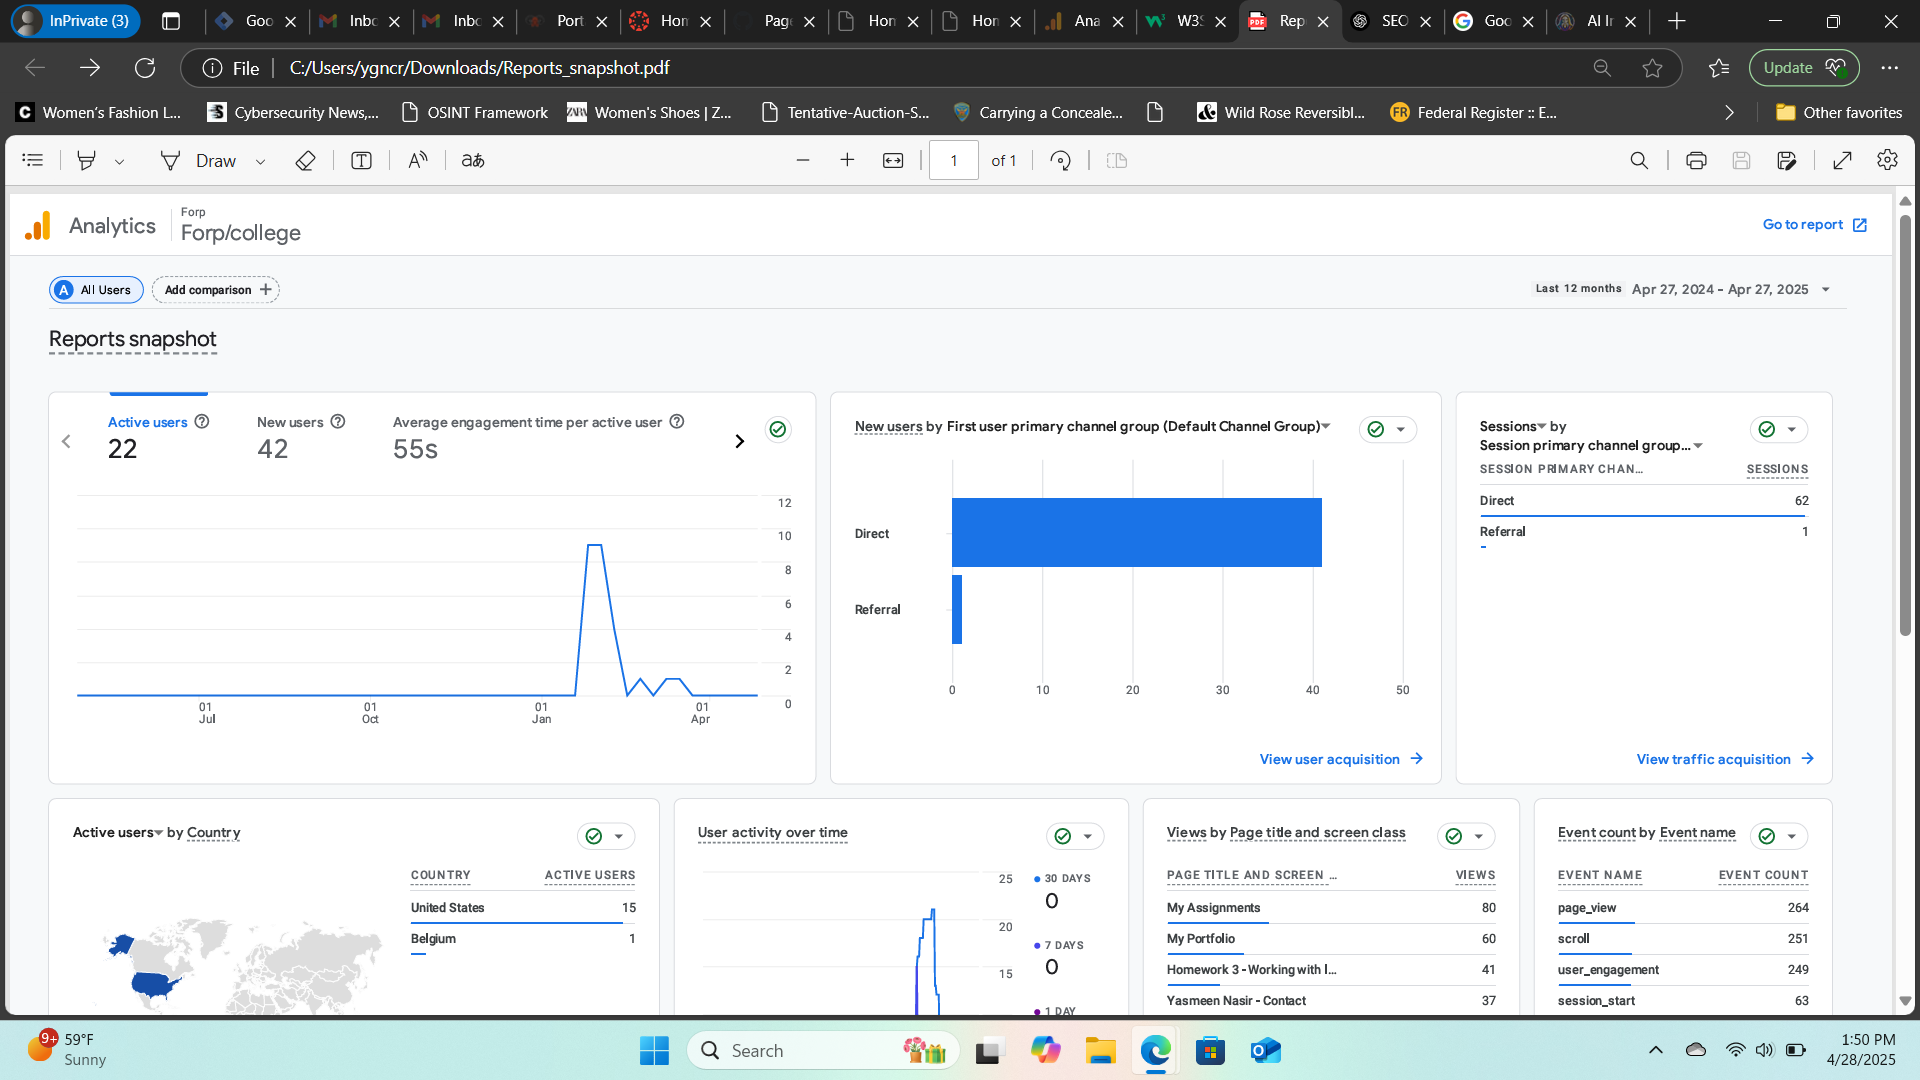 InPrivate (3)
Goo
Inbc
Inbc
Port
Hom
Page
Hon
Hon
Ana
W3S
Rep
SEO
Goo
AI Ir
File
C:/Users/ygncr/Downloads/Reports_snapshot.pdf
Update
Women's Fashion L...
Cybersecurity News,...
OSINT Framework
Women's Shoes | Z...
Tentative-Auction-S...
Carrying a Conceale...
Wild Rose Reversibl...
Federal Register :: E...
Other favorites
Draw
1
of 1
Analytics
Forp
Forp/college
Go to report
A All Users
Add comparison +
Last 12 months Apr 27, 2024 - Apr 27, 2025
Reports snapshot
Active users
22
New users
42
Average engagement time per active user
55s
12
10
8
6
4
2
0
01 Jul
01 Oct
01 Jan
01 Apr
New users by First user primary channel group (Default Channel Group)
Direct
Referral
0 10 20 30 40 50
View user acquisition
Sessions by
Session primary channel group...
SESSION PRIMARY CHAN... SESSIONS
Direct 62
Referral 1
View traffic acquisition
Active users by Country
COUNTRY ACTIVE USERS
United States 15
Belgium 1
User activity over time
25
20
15
30 DAYS
0
7 DAYS
0
1 DAY
Views by Page title and screen class
PAGE TITLE AND SCREEN ... VIEWS
My Assignments 80
My Portfolio 60
Homework 3 - Working with I... 41
Yasmeen Nasir - Contact 37
Event count by Event name
EVENT NAME EVENT COUNT
page_view 264
scroll 251
user_engagement 249
session_start 63
9+
59°F
Sunny
Search
1:50 PM
4/28/2025